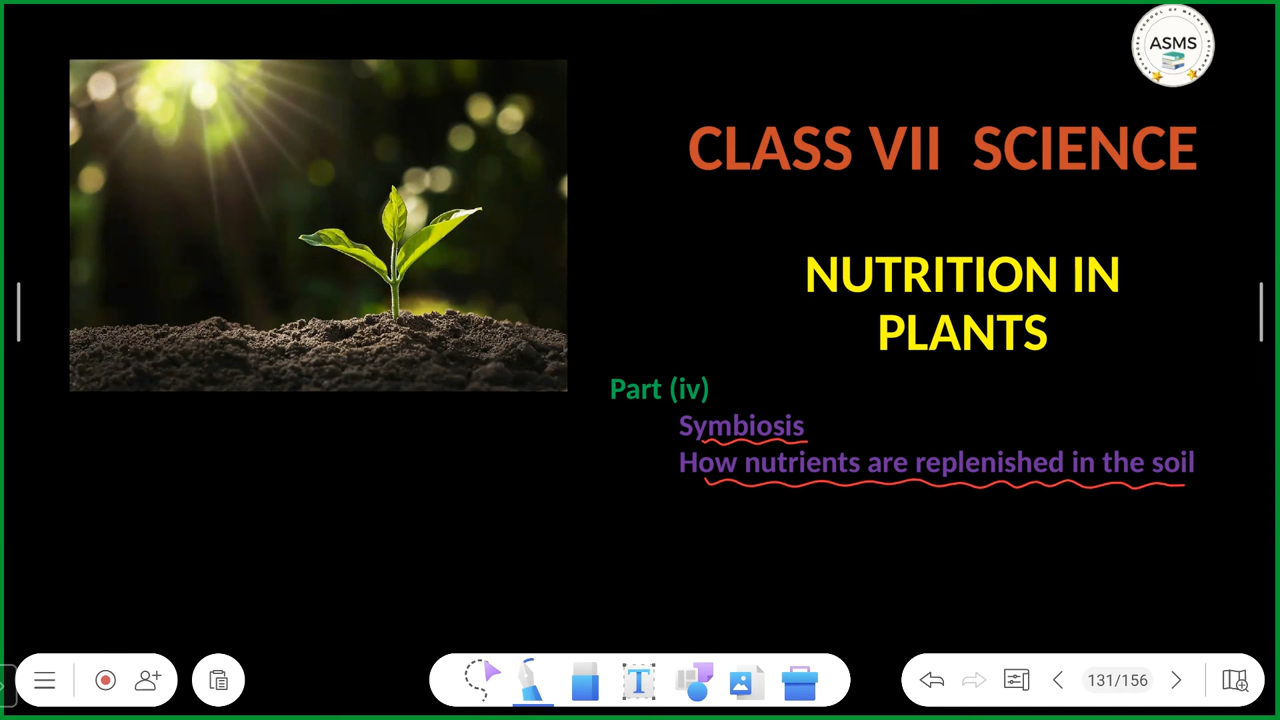 ASMS
CLASS VII SCIENCE
NUTRITION IN
PLANTS
Part (iv)
Symbiosis
How nutrients are replenished in the soil
T
131/156